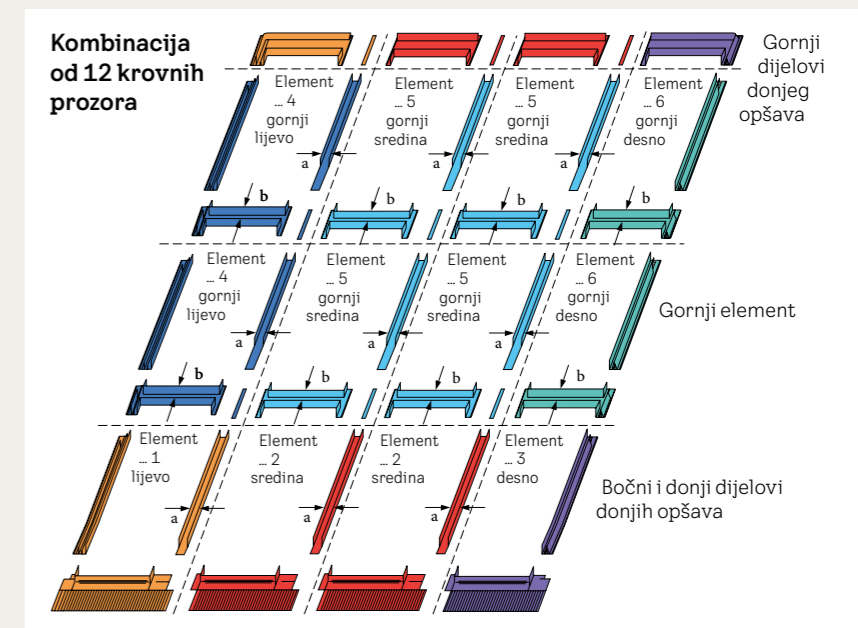 Kombinacija
od 12 krovnih
prozora
Gornji
dijelovi
donjeg
opšava
Element
... 4
gornji
lijevo
Element
... 5
gornji
sredina
Element
... 5
gornji
sredina
Element
... 6
gornji
desno
a
a
a
b
b
b
b
Element
... 4
gornji
lijevo
Element
... 5
gornji
sredina
Element
... 5
gornji
sredina
Element
... 6
gornji
desno
Gornji element
a
a
a
b
b
b
b
Element
... 1
lijevo
Element
... 2
sredina
Element
... 2
sredina
Element
... 3
desno
Bočni i donji dijelovi
donjih opšava
a
a
a